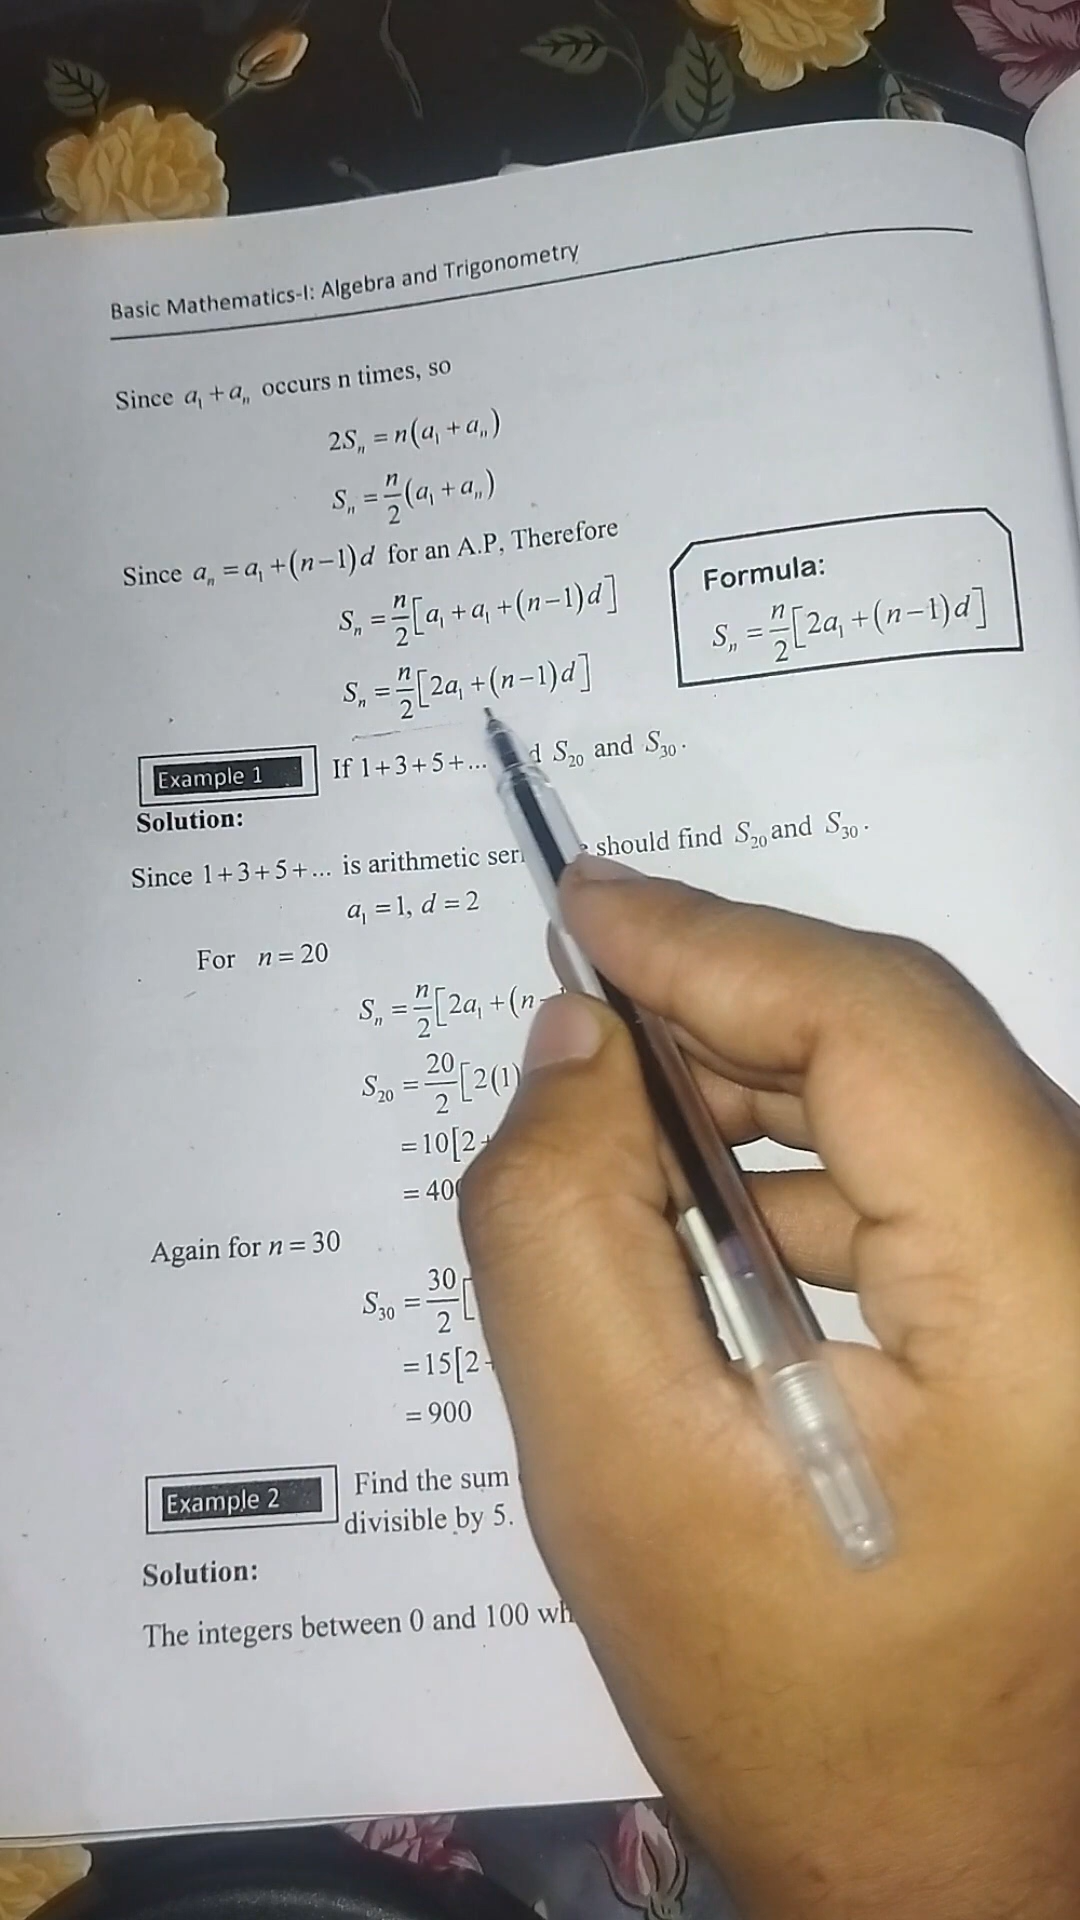 Basic Mathematics-I: Algebra and Trigonometry
Since a₁ + aₙ occurs n times, so
2Sₙ = n(a₁ + aₙ)
Sₙ = n/2 (a₁ + aₙ)
Since aₙ = a₁ + (n−1)d for an A.P, Therefore
Sₙ = n/2 [a₁ + a₁ + (n−1)d]
Sₙ = n/2 [2a₁ + (n−1)d]
Formula:
Sₙ = n/2 [2a₁ + (n−1)d]
Example 1 If 1+3+5+... S₂₀ and S₃₀.
Solution:
Since 1+3+5+... is arithmetic should find S₂₀ and S₃₀.
a₁ = 1, d = 2
For n = 20
Sₙ = n/2 [2a₁ + (n−
S₂₀ = 20/2 [2(1)
= 10[2+
= 400
Again for n = 30
S₃₀ = 30/2 [
= 15[2+
= 900
Example 2 Find the sum
divisible by 5.
Solution:
The integers between 0 and 100